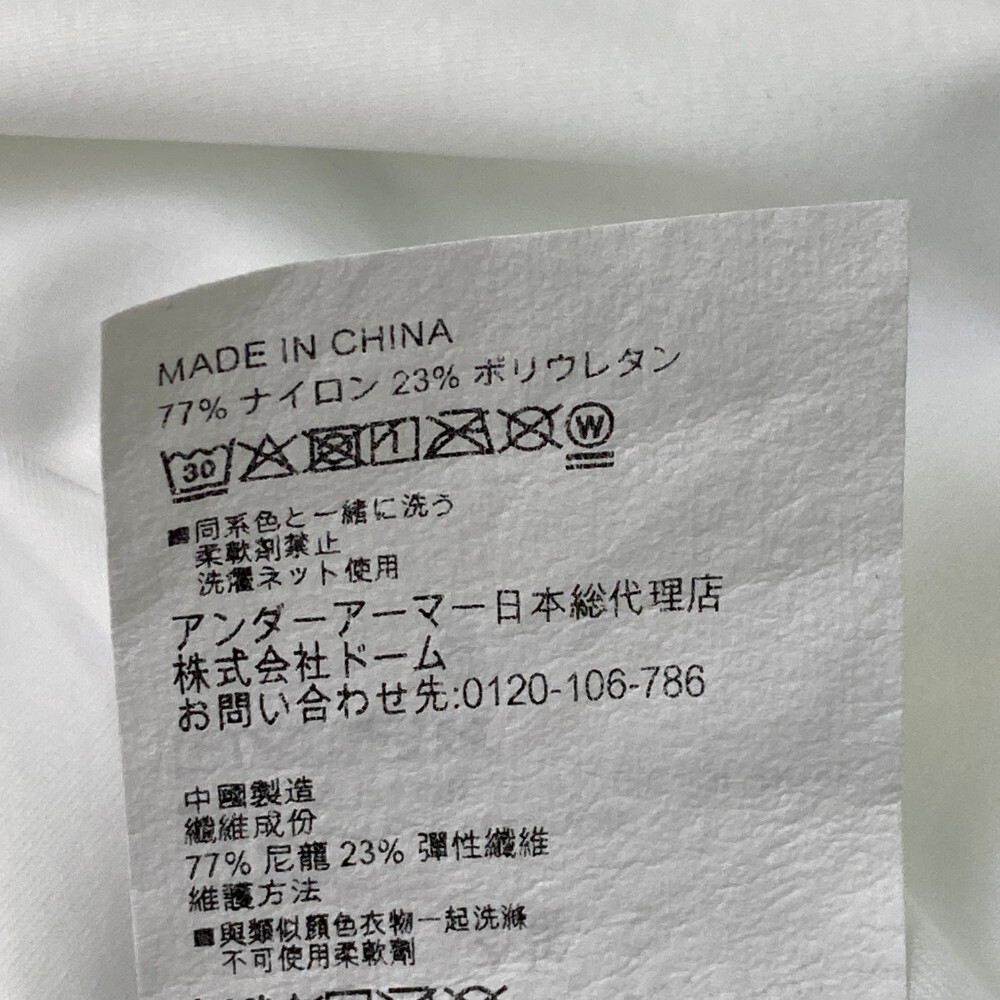 MADE IN CHINA
77% ナイロン 23% ポリウレタン
30 W
■同系色と一緒に洗う
柔軟剤禁止
洗濯ネット使用
アンダーアーマー日本総代理店
株式会社ドーム
お問い合わせ先:0120-106-786
中國製造
纖維成份
77% 尼龍 23% 彈性纖維
維護方法
■與類似顏色衣物一起洗滌
不可使用柔軟劑